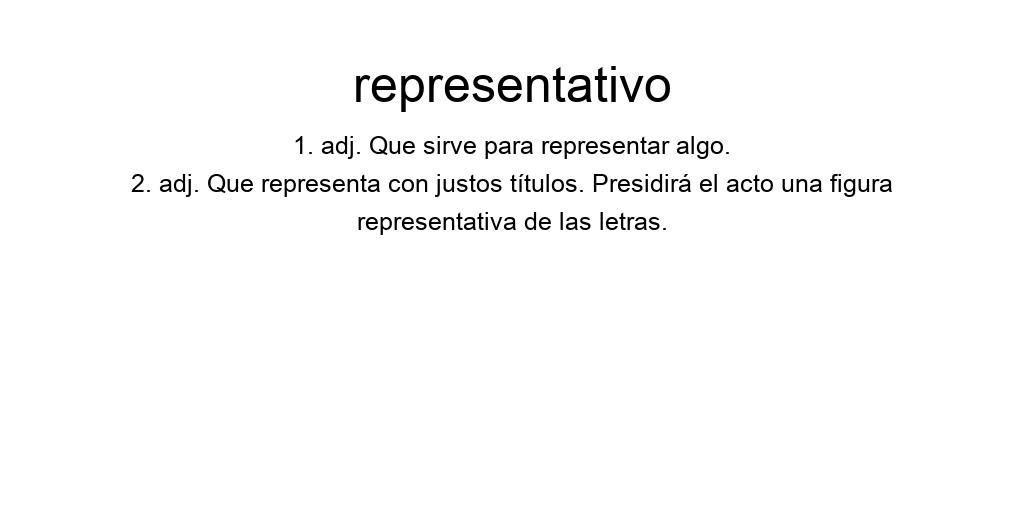 representativo
1. adj. Que sirve para representar algo.
2. adj. Que representa con justos títulos. Presidirá el acto una figura
representativa de las letras.